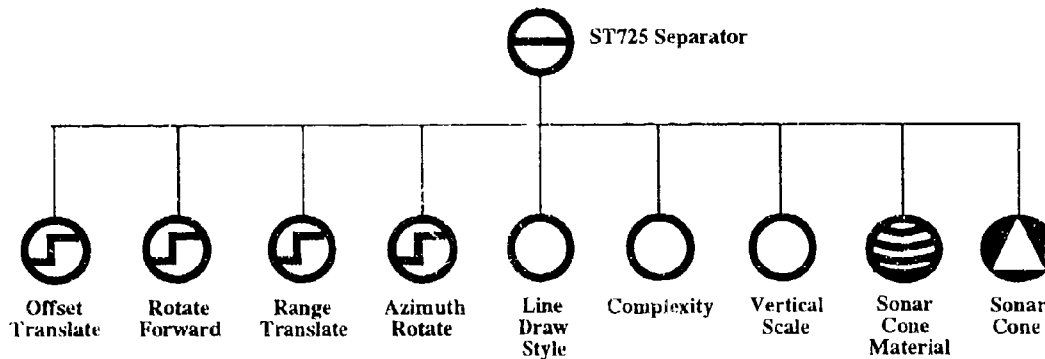 ST725 Separator
Offset
Translate
Rotate
Forward
Range
Translate
Azimuth
Rotate
Line
Draw
Style
Complexity
Vertical
Scale
Sonar
Cone
Material
Sonar
Cone